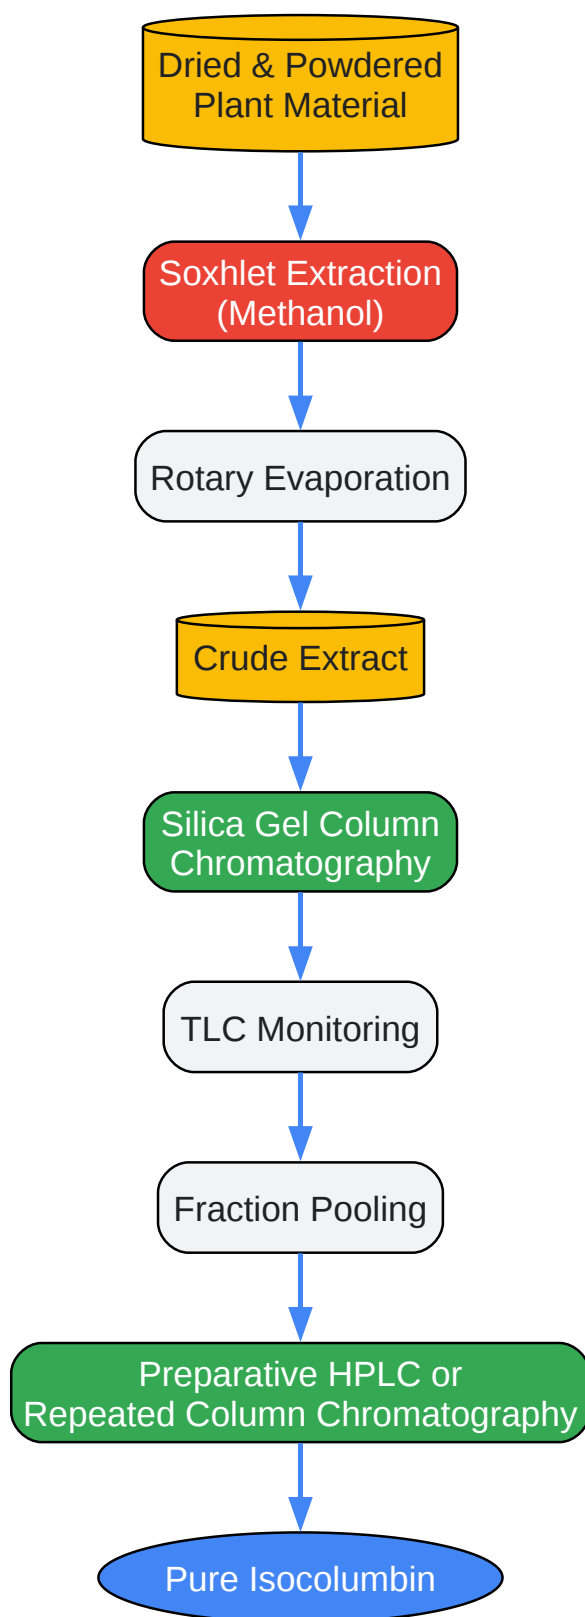 Dried & Powdered
Plant Material
Soxhlet Extraction
(Methanol)
Rotary Evaporation
Crude Extract
Silica Gel Column
Chromatography
TLC Monitoring
Fraction Pooling
Preparative HPLC or
Repeated Column Chromatography
Pure Isocolumbin